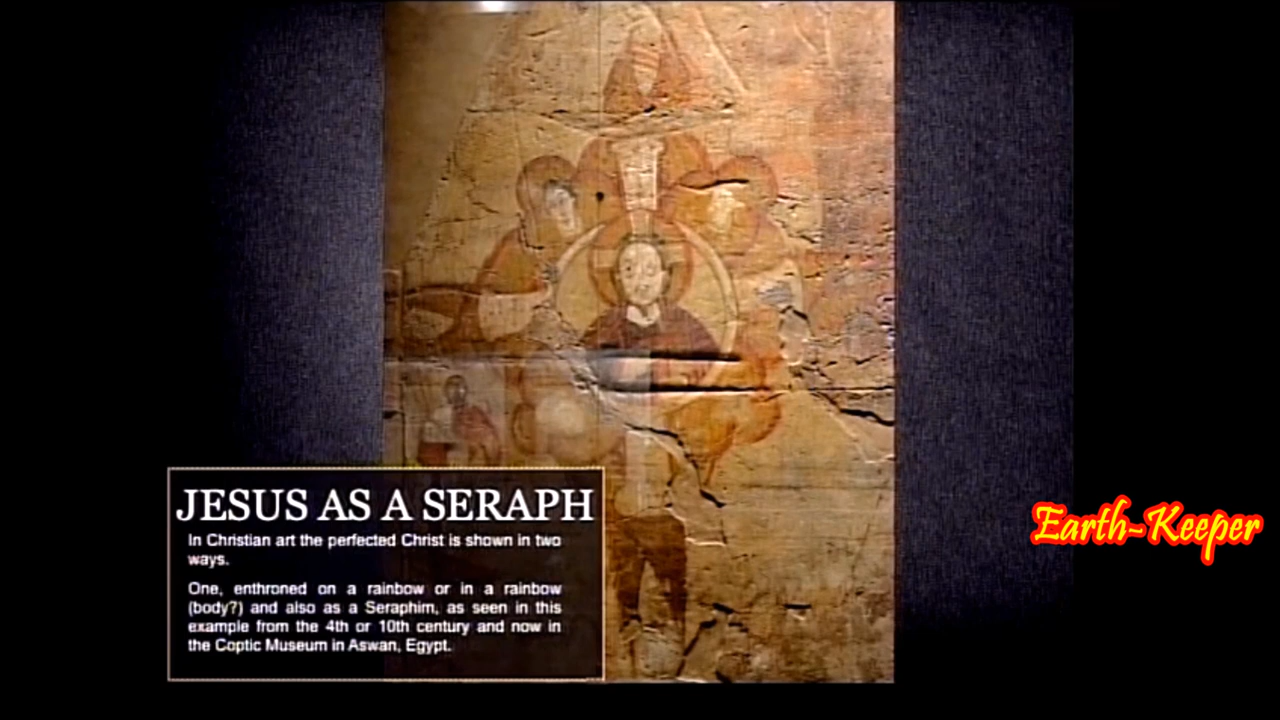 JESUS AS A SERAPH
In Christian art the perfected Christ is shown in two
ways.
One, enthroned on a rainbow or in a rainbow
(body?) and also as a Seraphim, as seen in this
example from the 4th or 10th century and now in
the Coptic Museum in Aswan, Egypt.
Earth-Keeper